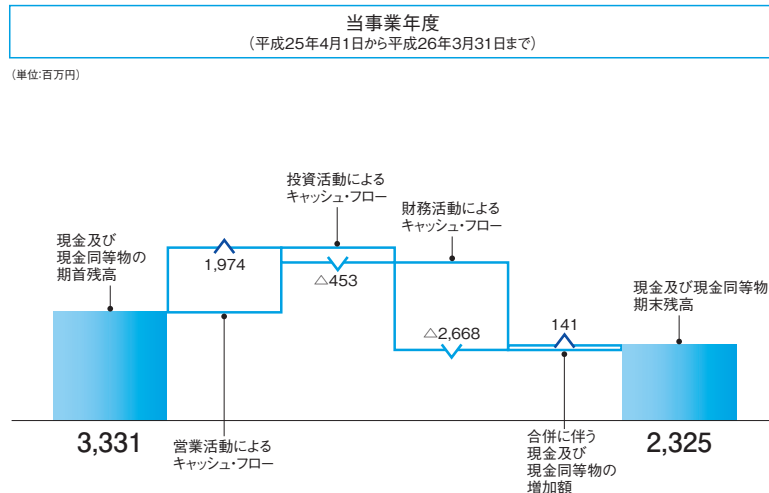 当事業年度
(平成25年4月1日から平成26年3月31日まで)
(単位:百万円)
投資活動による
キャッシュ・フロー
財務活動による
キャッシュ・フロー
現金及び
現金同等物の
期首残高
1,974
△453
現金及び現金同等物
期末残高
△2,668
141
3,331
営業活動による
キャッシュ・フロー
合併に伴う
現金及び
現金同等物の
増加額
2,325